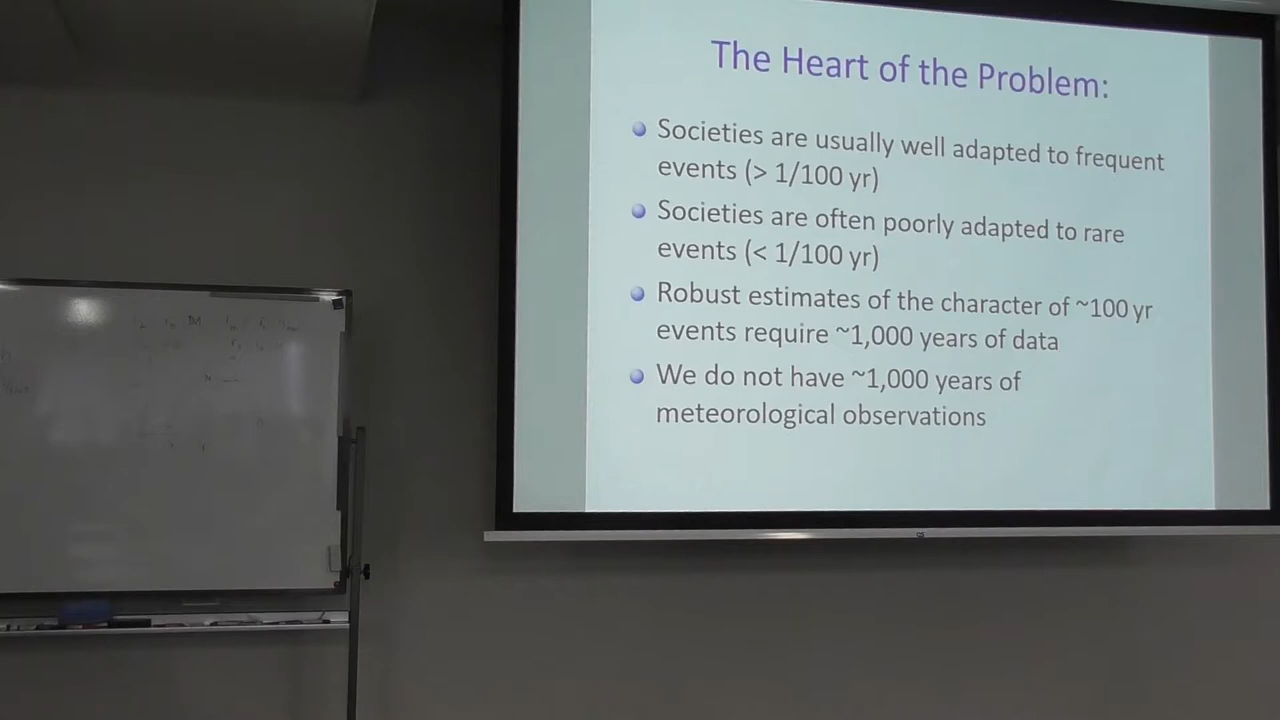 The Heart of the Problem:
Societies are usually well adapted to frequent
events (> 1/100 yr)
Societies are often poorly adapted to rare
events (< 1/100 yr)
Robust estimates of the character of ~100 yr
events require ~1,000 years of data
We do not have ~1,000 years of
meteorological observations